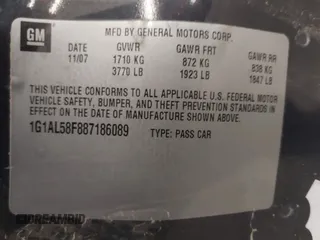 GM
MFD BY GENERAL MOTORS CORP.
DATE GVWR GAWR FRT GAWR RR
11/07 1710 KG 872 KG 838 KG
3770 LB 1923 LB 1847 LB
THIS VEHICLE CONFORMS TO ALL APPLICABLE U.S. FEDERAL MOTOR
VEHICLE SAFETY, BUMPER, AND THEFT PREVENTION STANDARDS IN
EFFECT ON THE DATE OF MANUFACTURE SHOWN ABOVE.
1G1AL58F887186089 TYPE: PASS CAR
DREAMBID